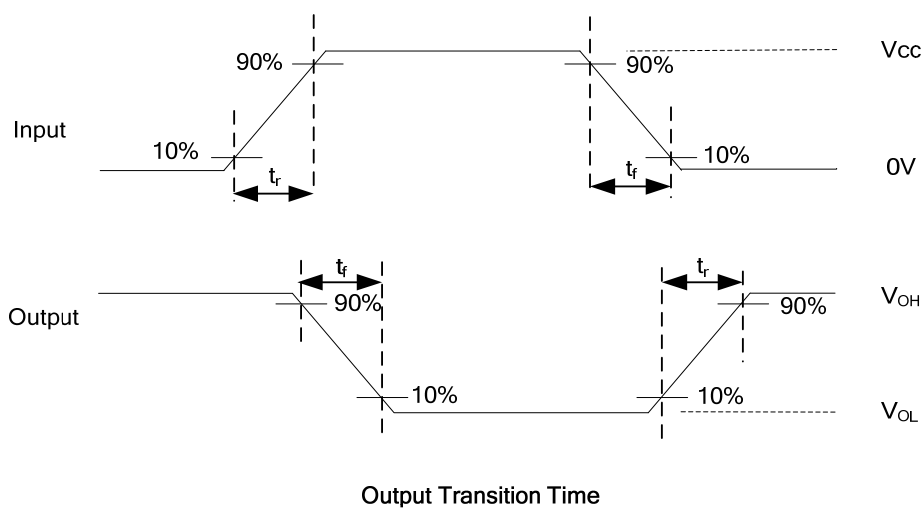 Vcc
90%
90%
Input
10%
10%
0V
tr
tf
tf
tr
90%
90%
VOH
Output
10%
10%
VOL
Output Transition Time